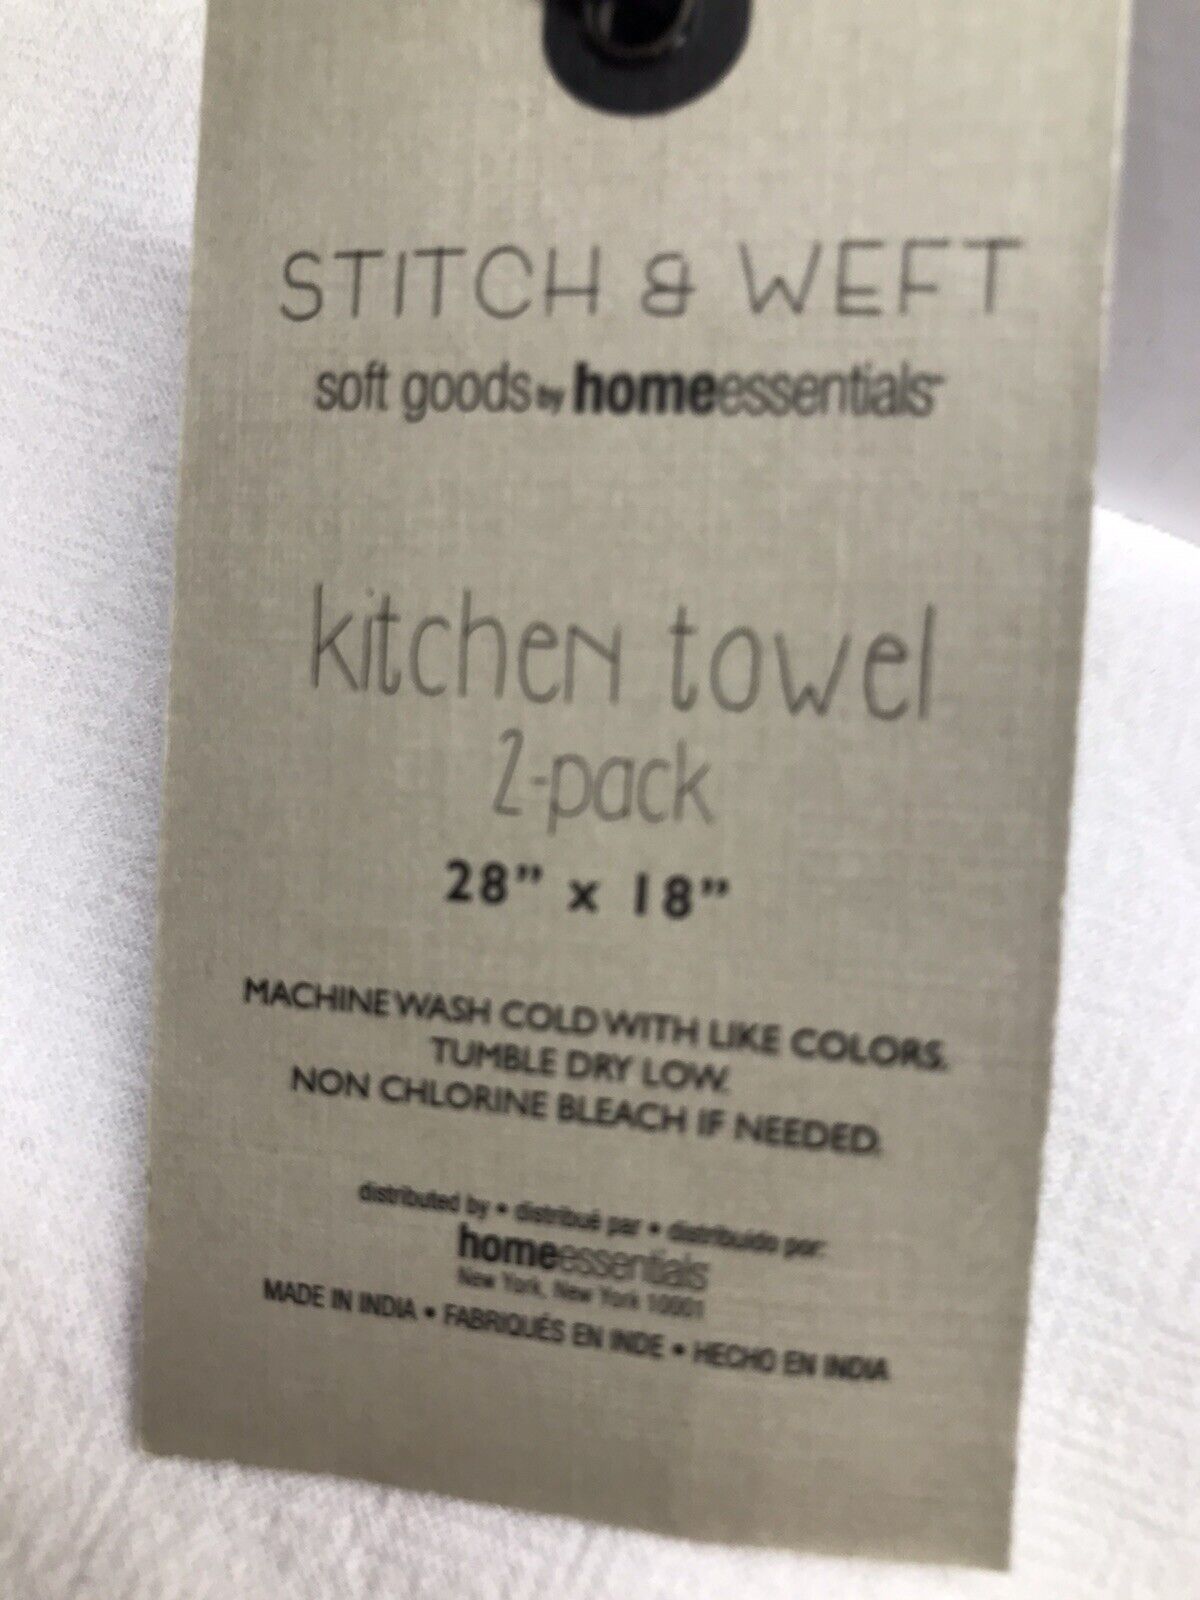 STITCH & WEFT
soft goods by homeessentials™
kitchen towel
2-pack
28” x 18”
MACHINE WASH COLD WITH LIKE COLORS.
TUMBLE DRY LOW.
NON CHLORINE BLEACH IF NEEDED.
distributed by • distribué par • distribuido por:
homeessentials
New York, New York 10001
MADE IN INDIA • FABRIQUÉS EN INDE • HECHO EN INDIA